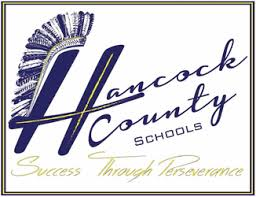 Hancock
County
SCHOOLS
Success Through Perseverance